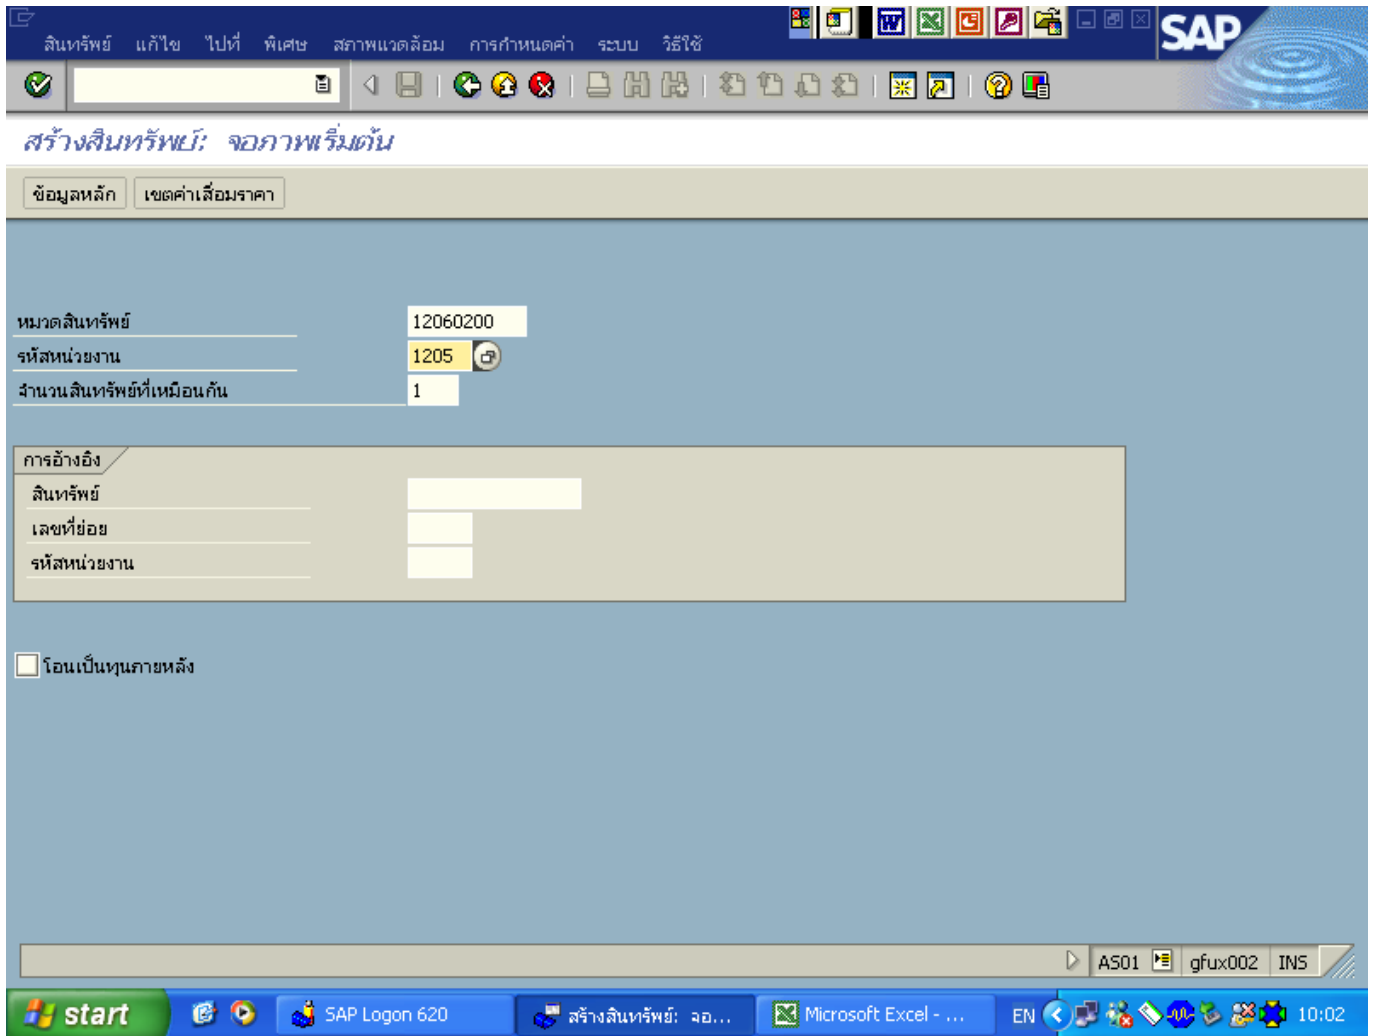 สินทรัพย์ แก้ไข ไปที่ พิเศษ สภาพแวดล้อม การกำหนดค่า ระบบ วิธีใช้
SAP
สร้างสินทรัพย์: จอภาพเริ่มต้น
ข้อมูลหลัก เขตค่าเสื่อมราคา
หมวดสินทรัพย์ 12060200
รหัสหน่วยงาน 1205
จำนวนสินทรัพย์ที่เหมือนกัน 1
การอ้างอิง
สินทรัพย์
เลขที่ย่อย
รหัสหน่วยงาน
โอนเป็นทุนภายหลัง
AS01 gfux002 INS
start SAP Logon 620 สร้างสินทรัพย์: จอ... Microsoft Excel - ... EN 10:02